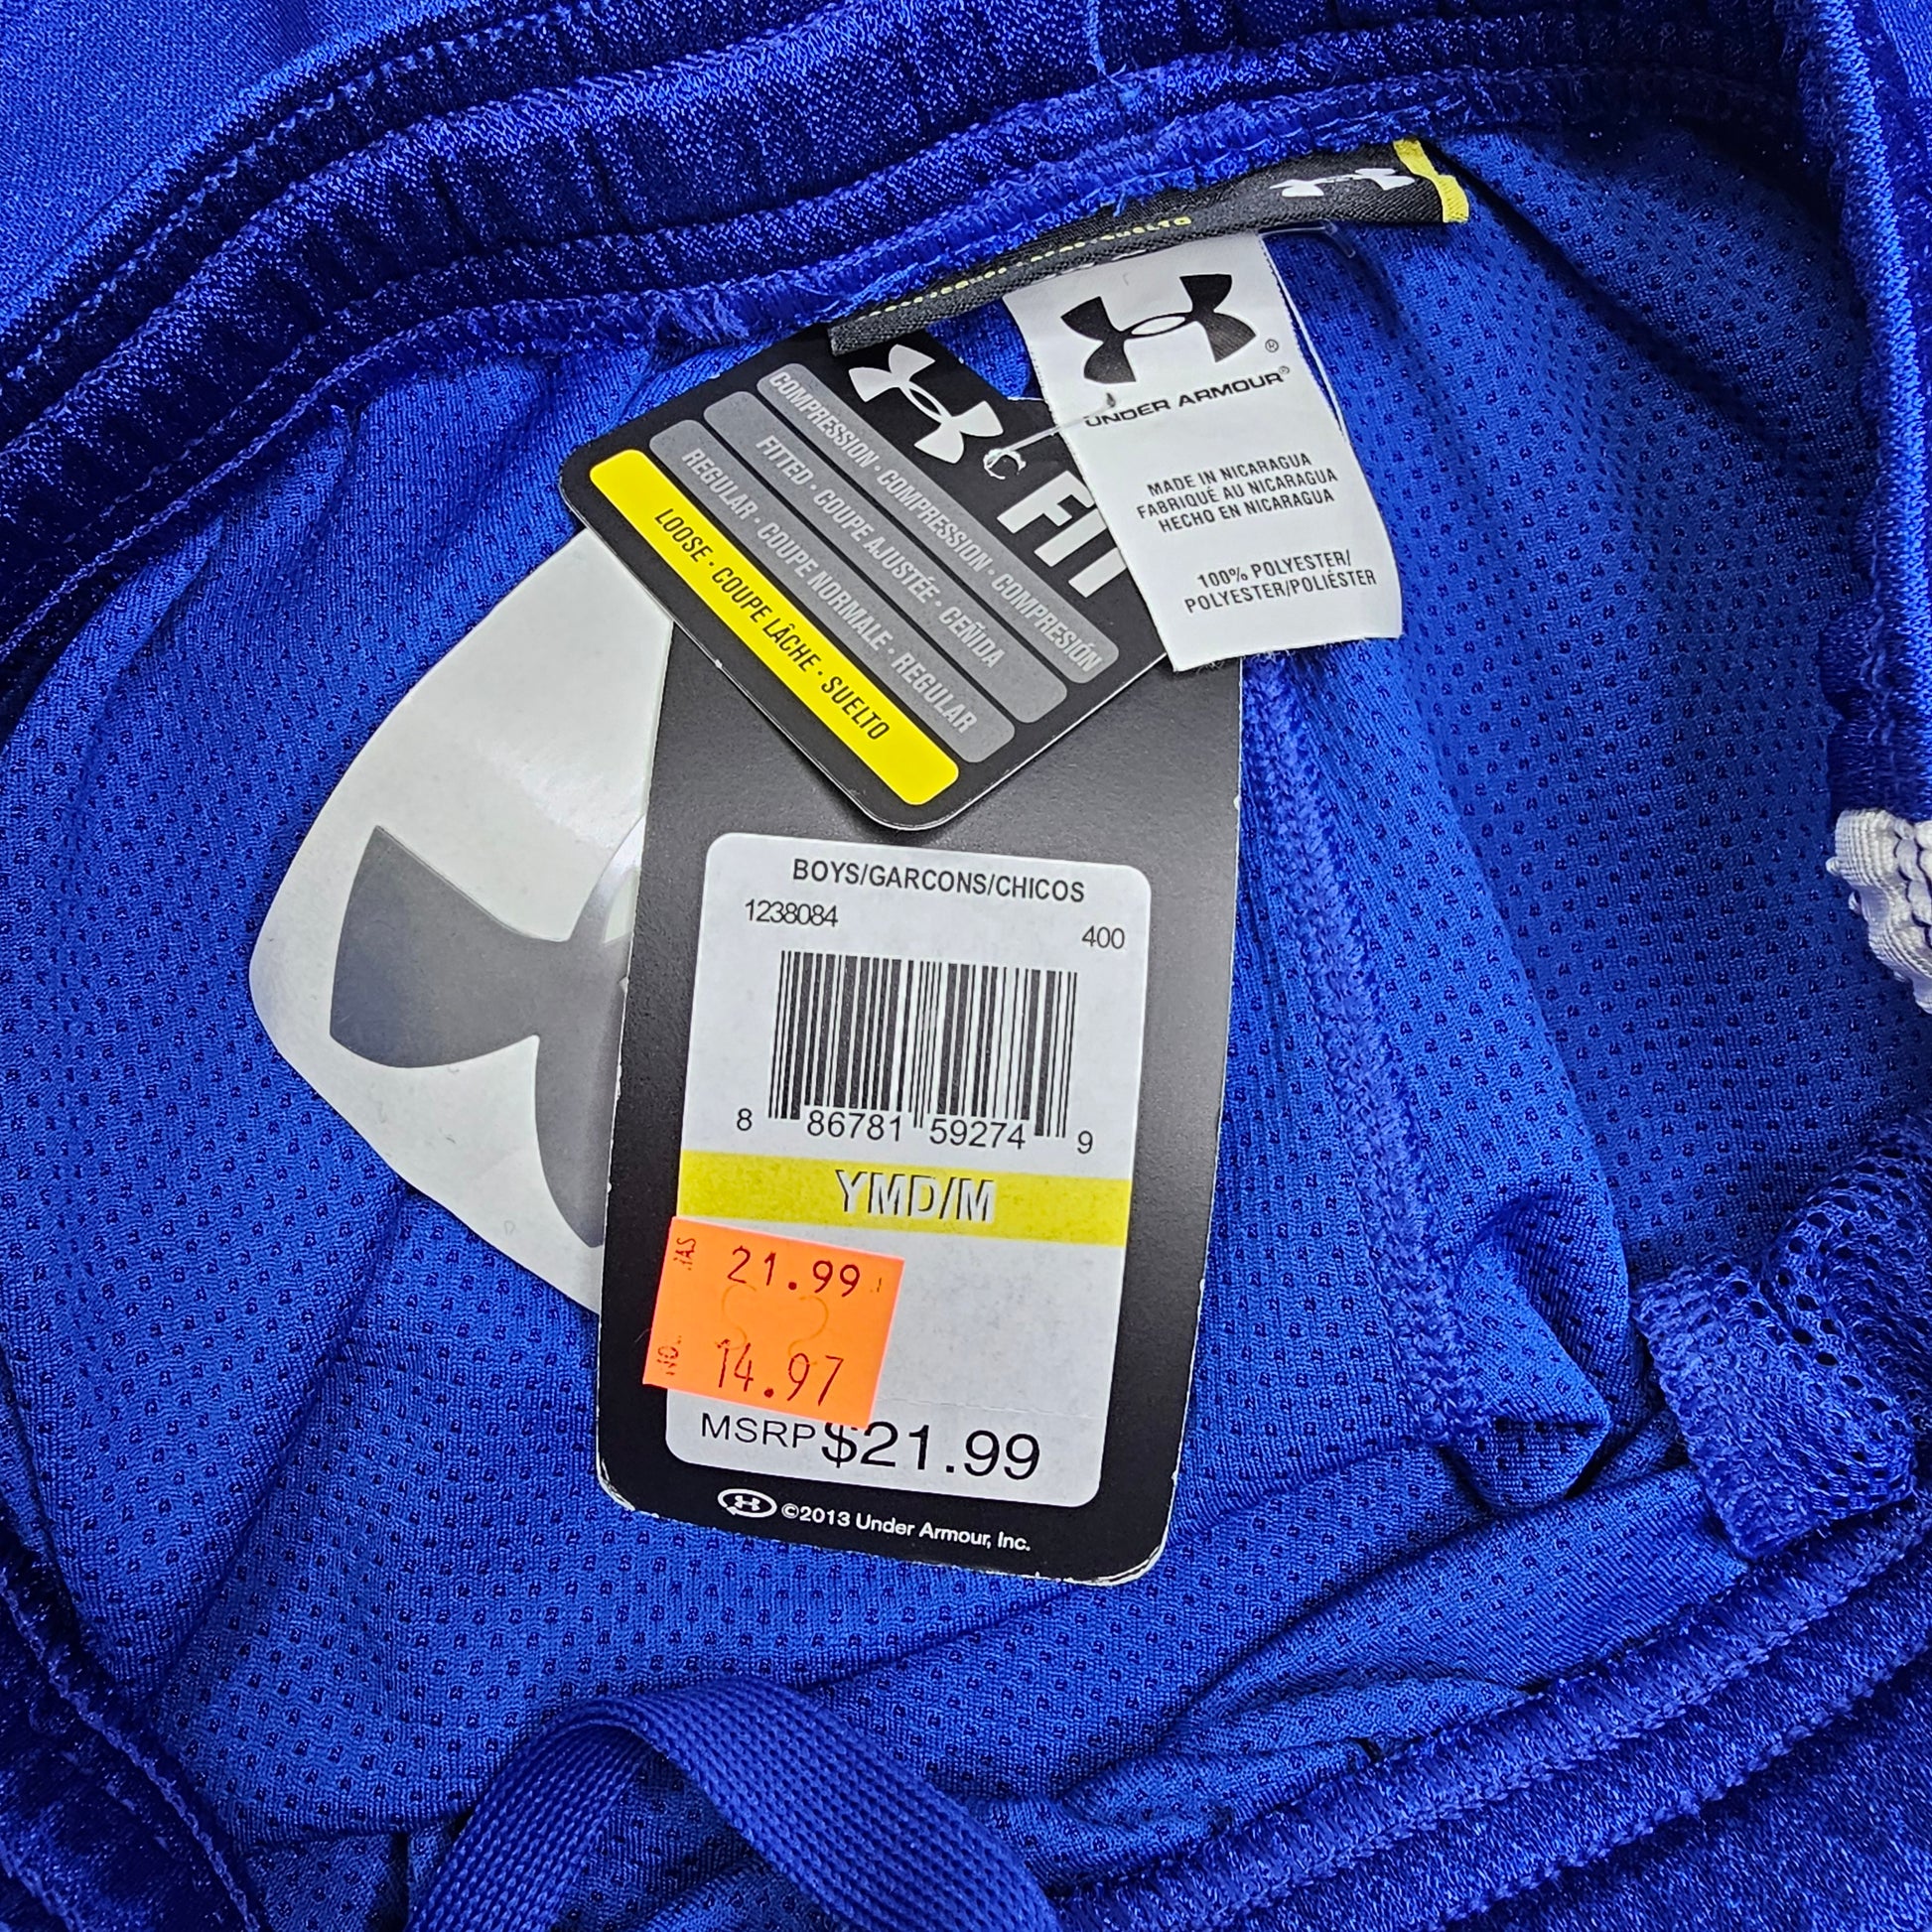 UNDER ARMOUR®
MADE IN NICARAGUA
FABRIQUÉ AU NICARAGUA
HECHO EN NICARAGUA
100% POLYESTER/
POLYESTER/POLIÉSTER
FIT
COMPRESSION · COMPRESSION · COMPRESIÓN
FITTED · COUPE AJUSTÉE · CEÑIDA
REGULAR · COUPE NORMALE · REGULAR
LOOSE · COUPE LÂCHE · SUELTO
BOYS/GARCONS/CHICOS
1238084
400
8 86781 59274 9
YMD/M
21.99
14.97
MSRP $21.99
©2013 Under Armour, Inc.